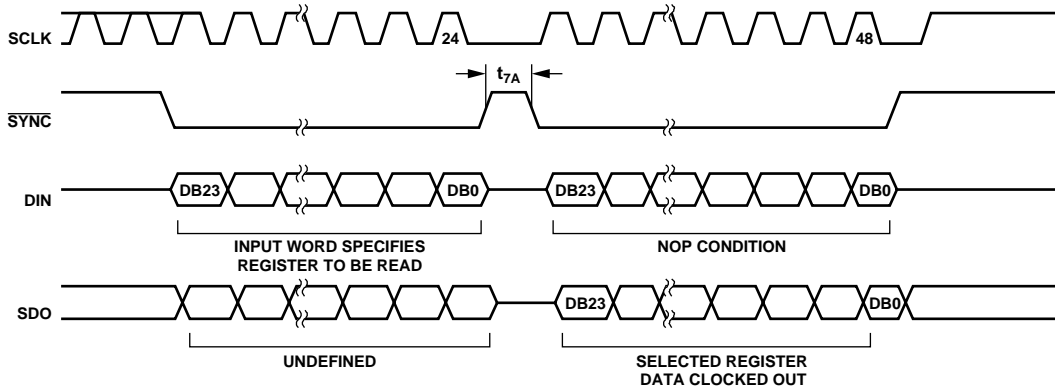 SCLK
24
48
t7A
SYNC
DIN
DB23
DB0
DB23
DB0
INPUT WORD SPECIFIES
REGISTER TO BE READ
NOP CONDITION
SDO
DB23
DB0
UNDEFINED
SELECTED REGISTER
DATA CLOCKED OUT